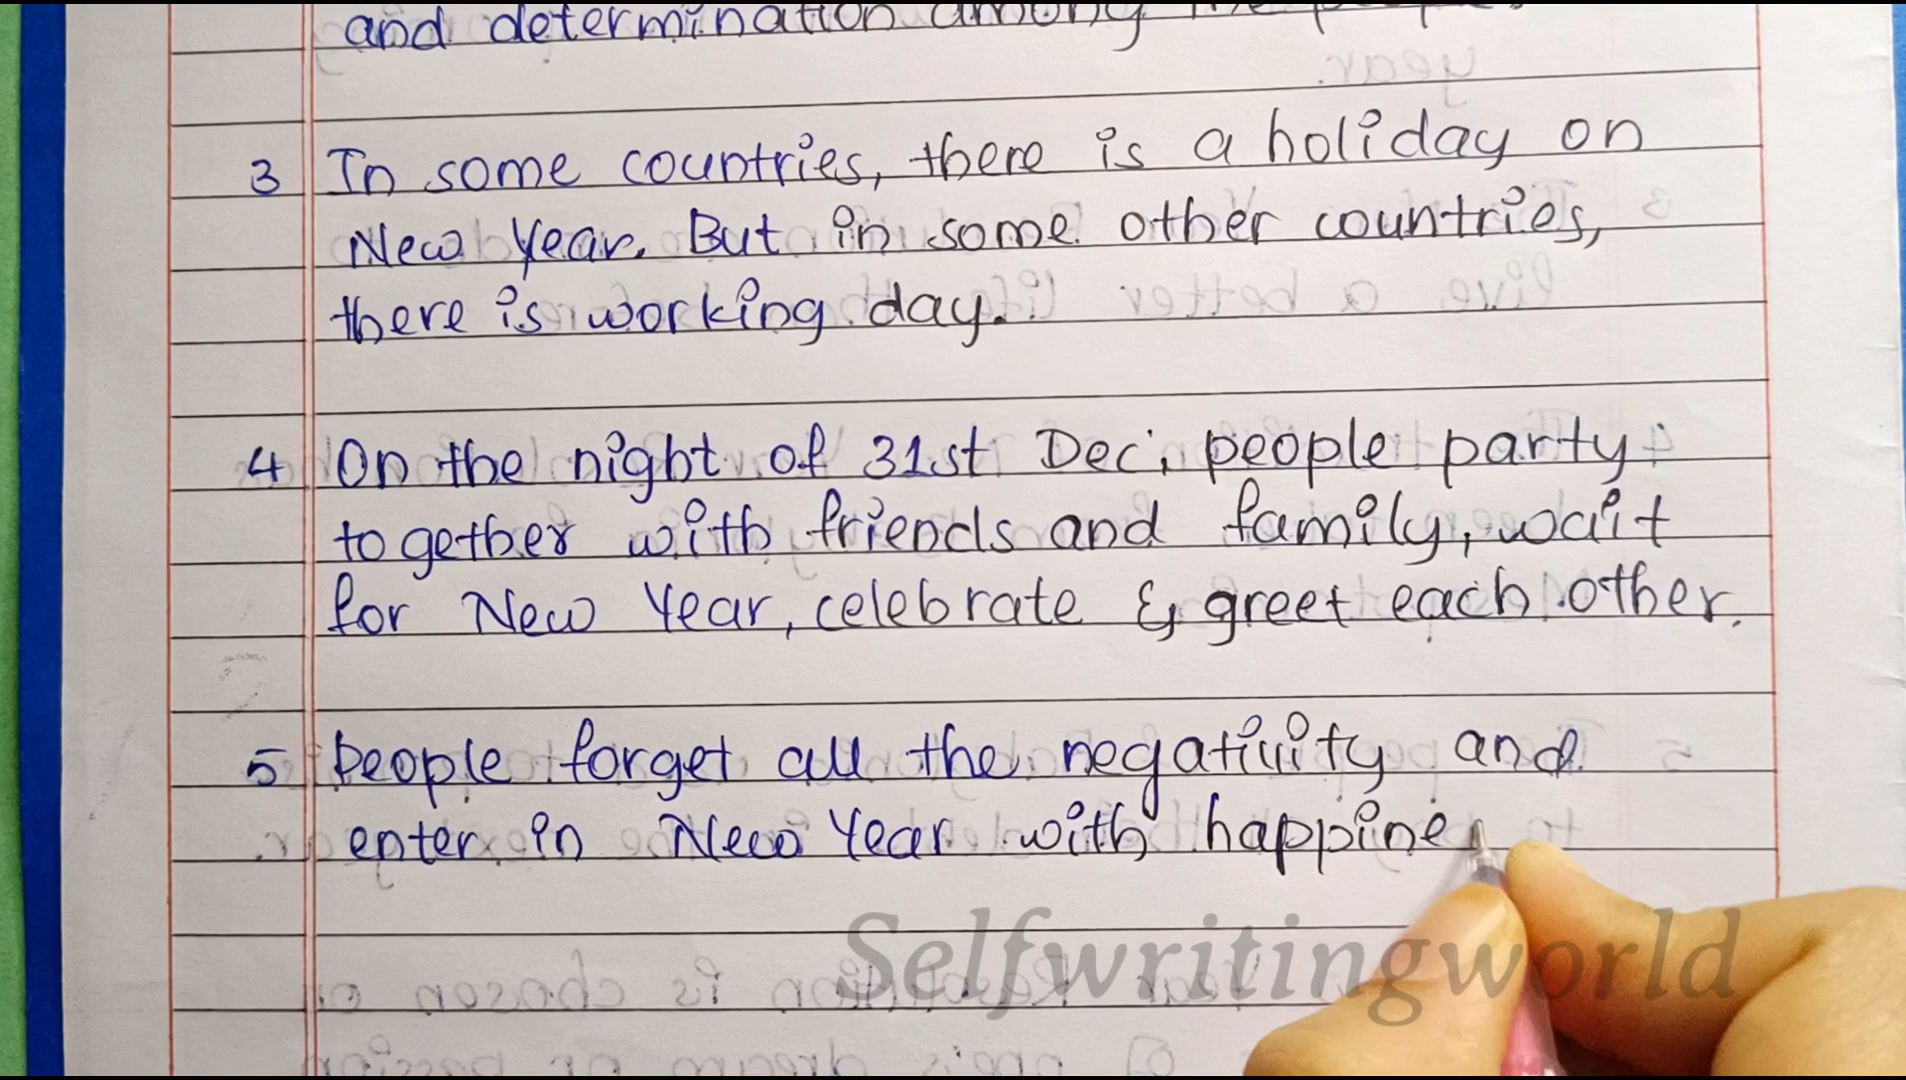 and determination among the people.
3 In some countries, there is a holiday on
New Year. But in some other countries,
there is working day.
4 On the night of 31st Dec, people party
together with friends and family, wait
for New Year, celebrate & greet each other.
5 People forget all the negativity and
enter in New Year with happine
Selfwritingworld